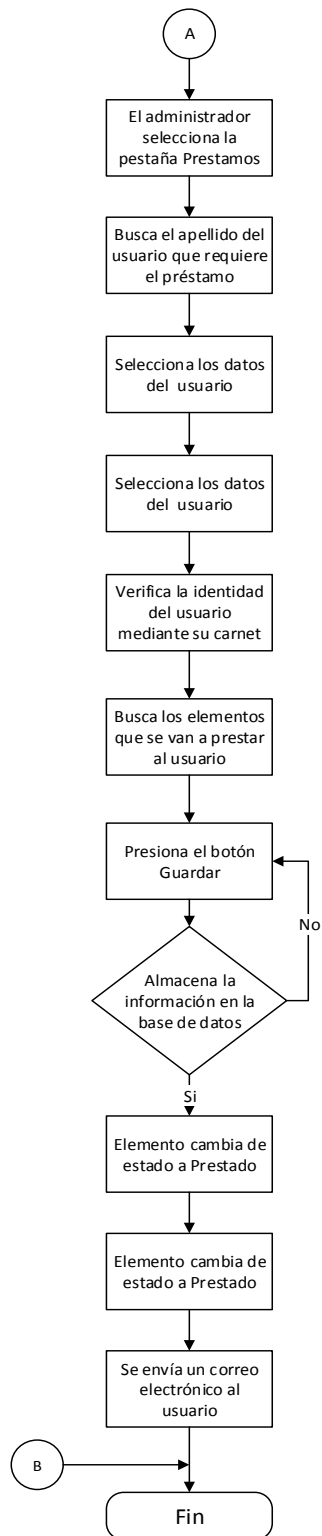 A
El administrador
selecciona la
pestaña Prestamos
Busca el apellido del
usuario que requiere
el préstamo
Selecciona los datos
del usuario
Selecciona los datos
del usuario
Verifica la identidad
del usuario
mediante su carnet
Busca los elementos
que se van a prestar
al usuario
Presiona el botón
Guardar
No
Almacena la
información en la
base de datos
Si
Elemento cambia de
estado a Prestado
Elemento cambia de
estado a Prestado
Se envía un correo
electrónico al
usuario
B
Fin